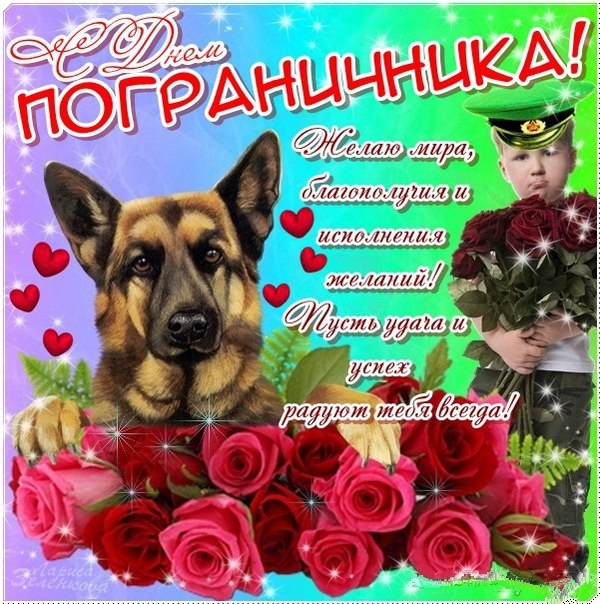 С Днем
ПОГРАНИЧНИКА!
Желаю мира,
благополучия и
исполнения
желаний!
Пусть удача и
успех
радуют тебя всегда!
Лариса
Зеленкова